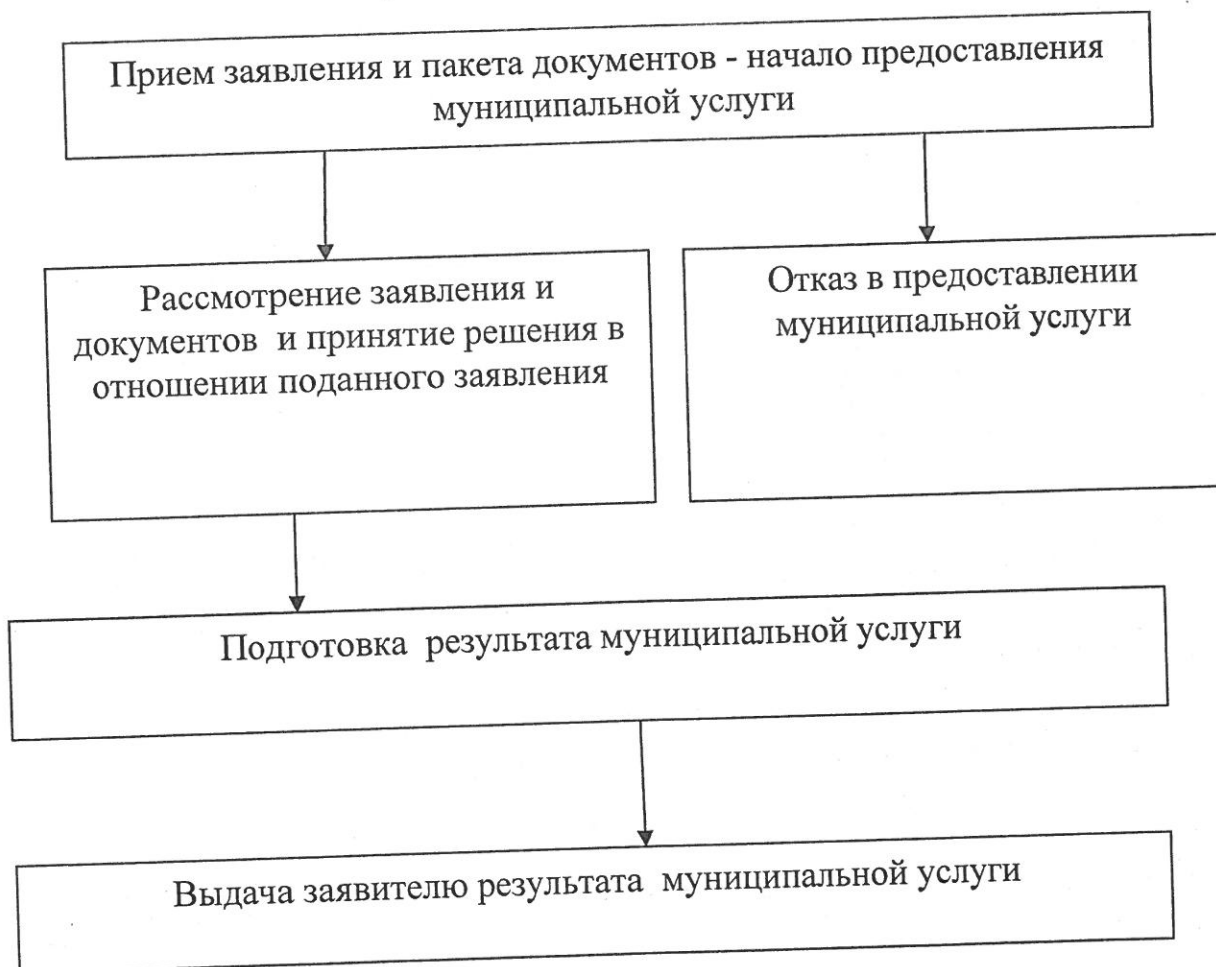 Прием заявления и пакета документов - начало предоставления
муниципальной услуги
Рассмотрение заявления и
документов и принятие решения в
отношении поданного заявления
Отказ в предоставлении
муниципальной услуги
Подготовка результата муниципальной услуги
Выдача заявителю результата муниципальной услуги